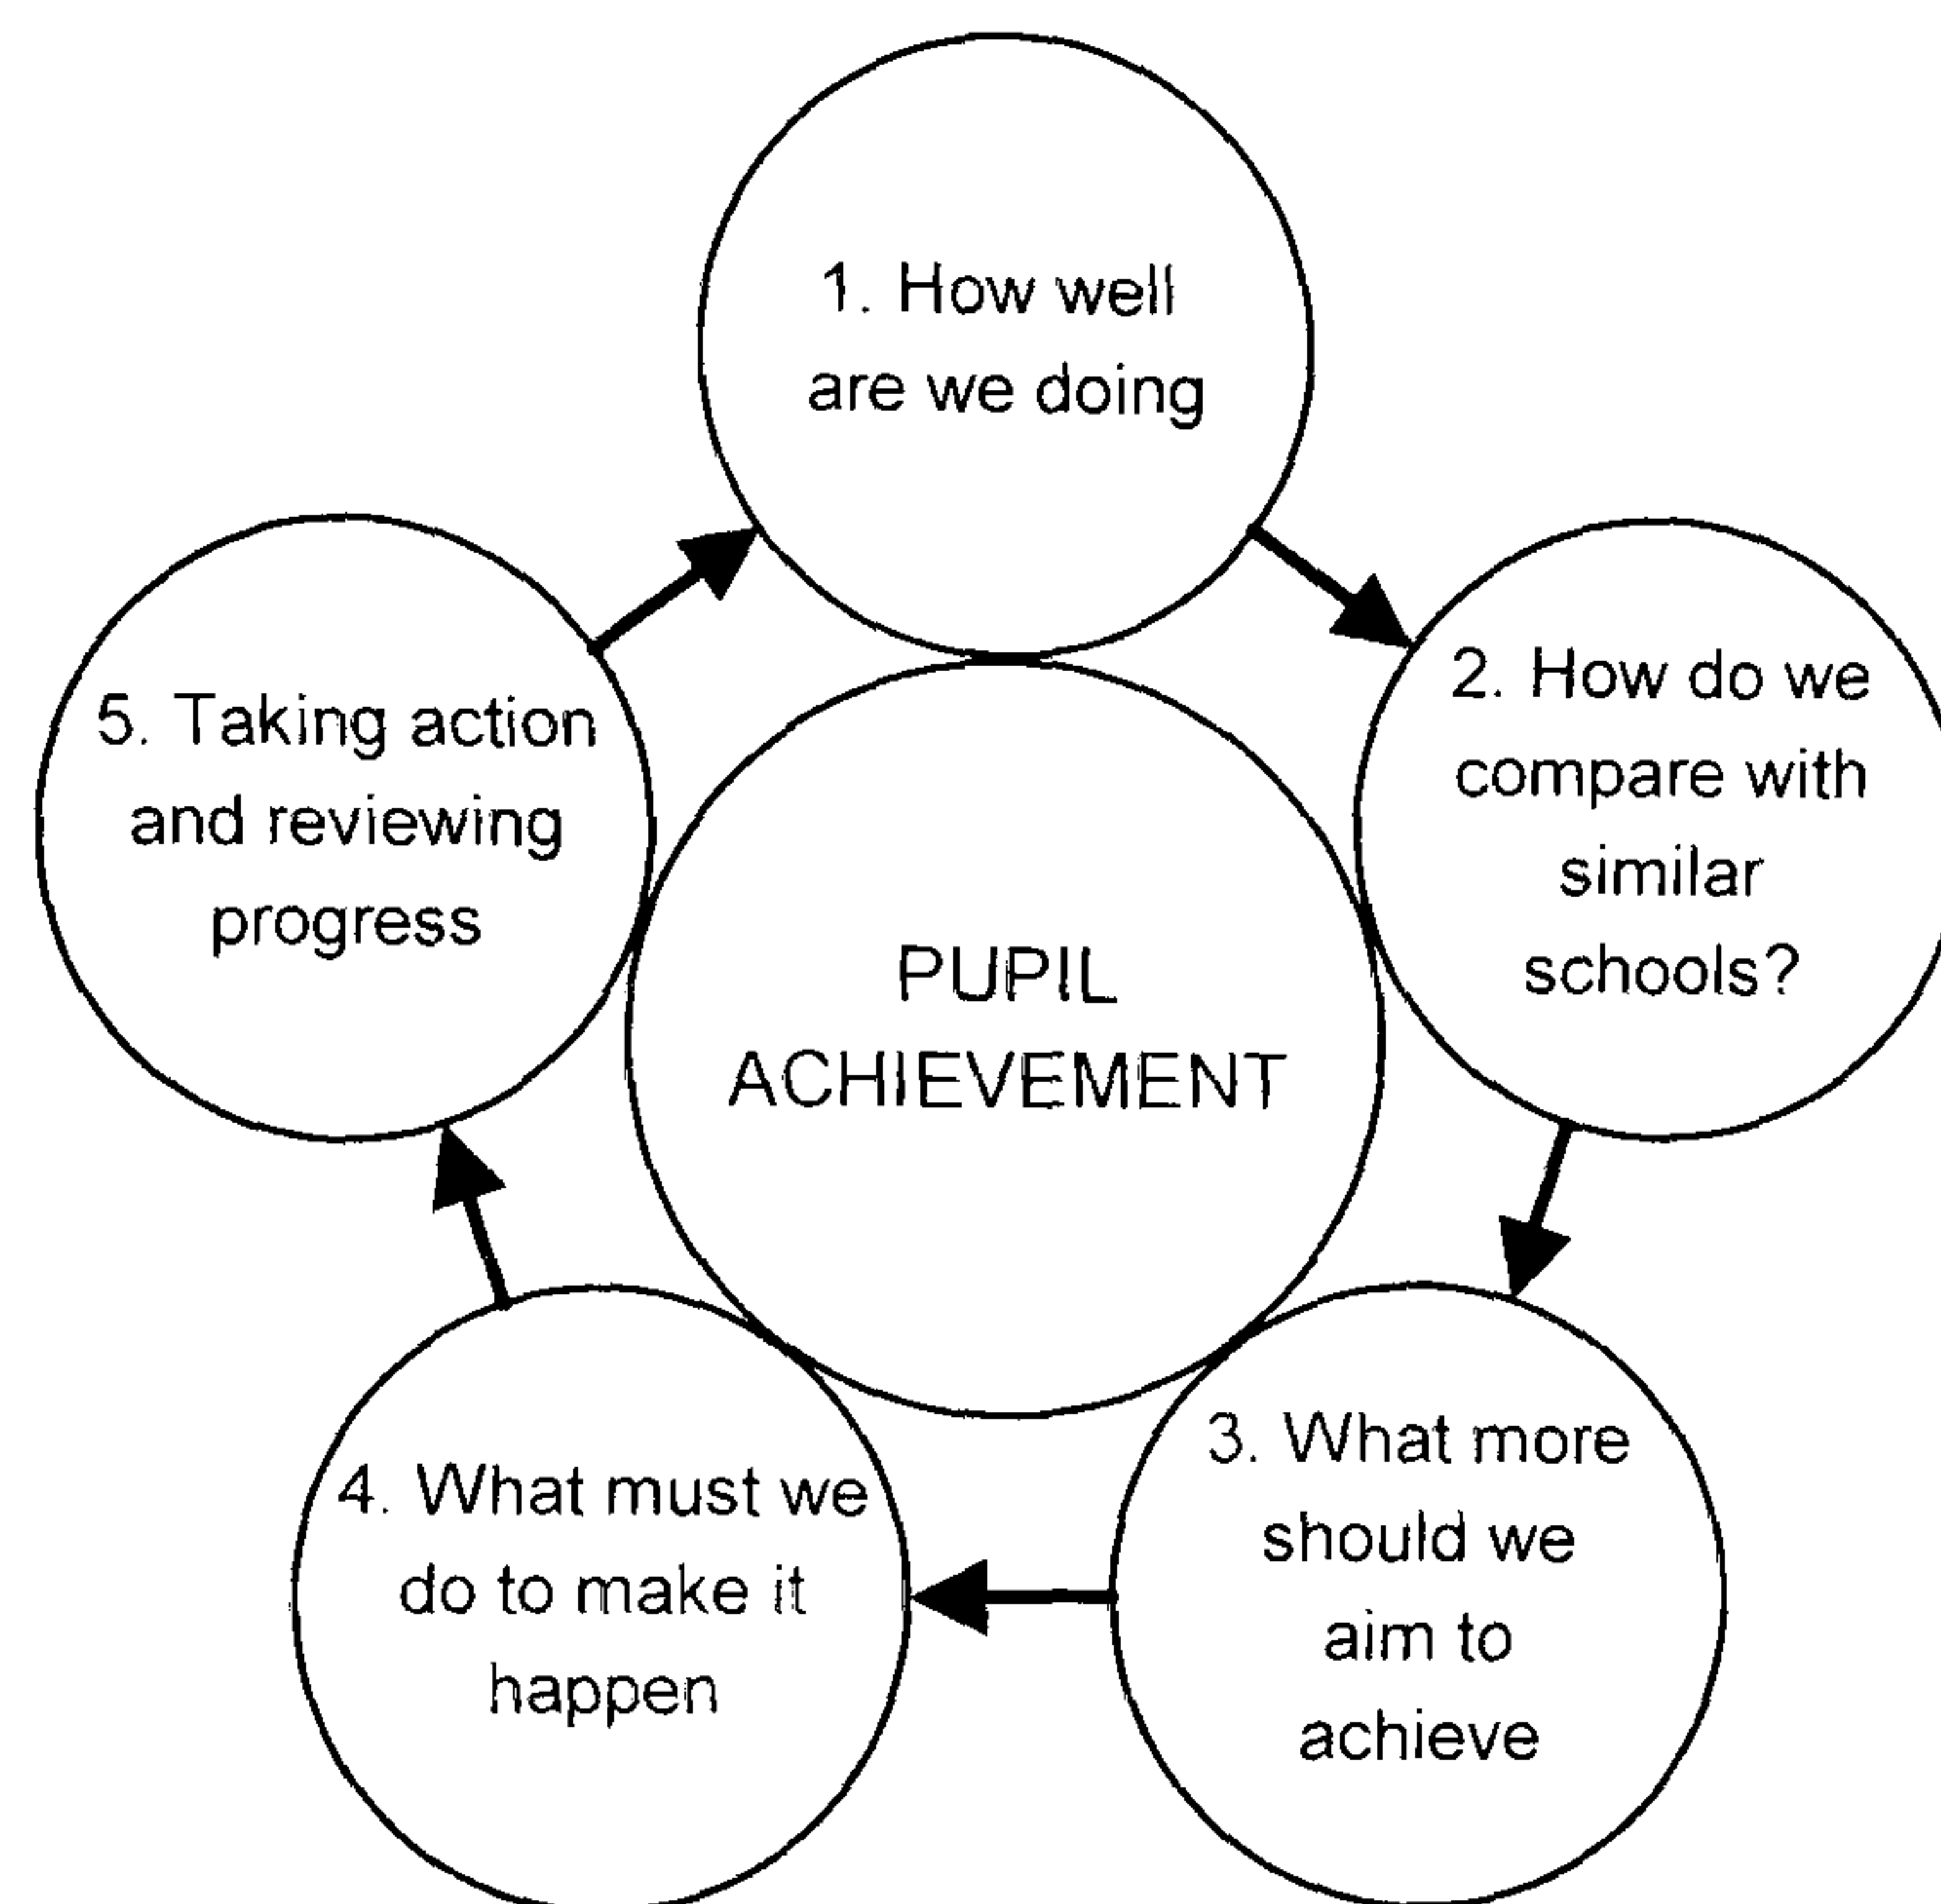 1. How well
are we doing
2. How do we
compare with
similar
schools?
3. What more
should we
aim to
achieve
4. What must we
do to make it
happen
5. Taking action
and reviewing
progress
PUPIL
ACHIEVEMENT